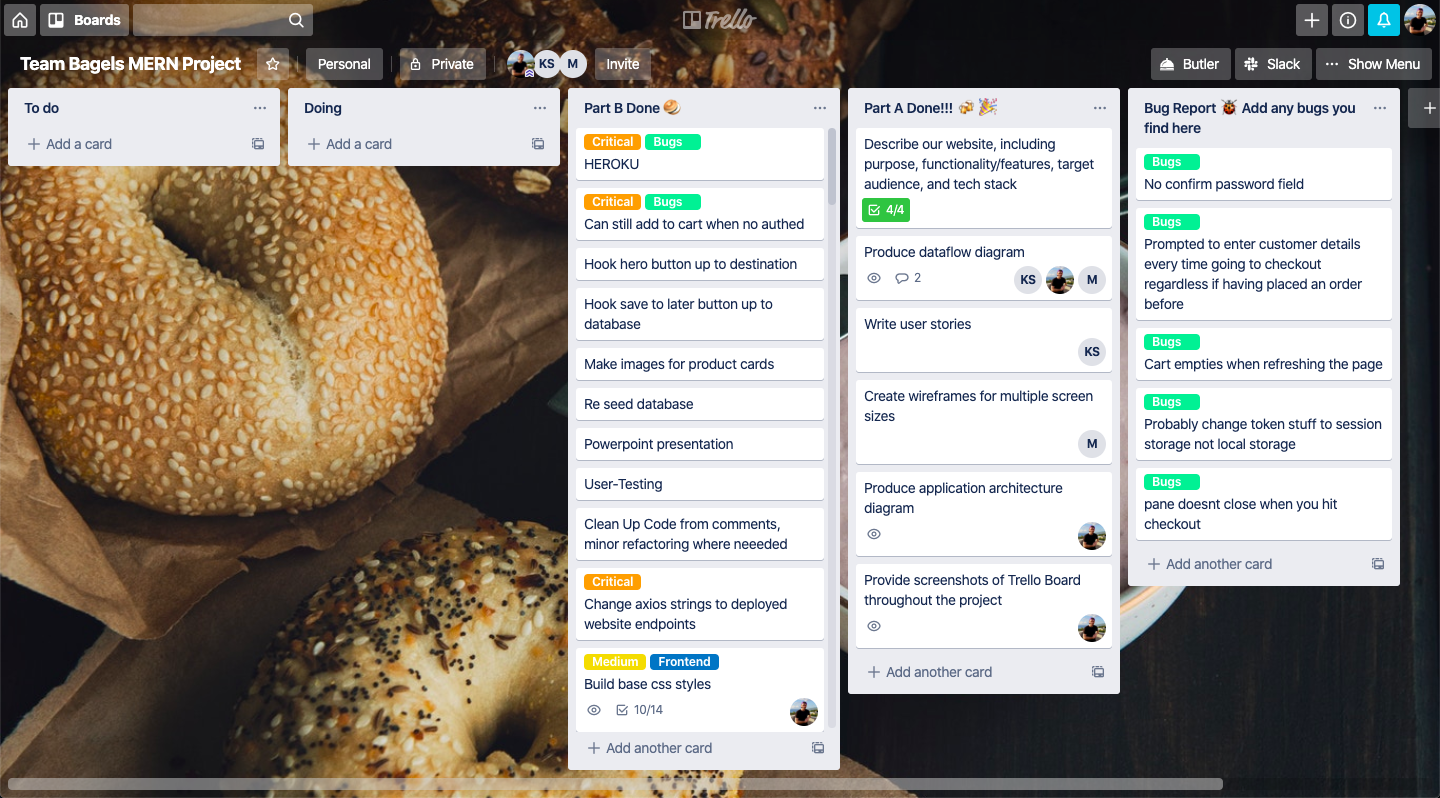 Boards
Trello
Team Bagels MERN Project
Personal
Private
KS
M
Invite
Butler
Slack
Show Menu
To do
Add a card
Doing
Add a card
Part B Done
Critical Bugs
HEROKU
Critical Bugs
Can still add to cart when no authed
Hook hero button up to destination
Hook save to later button up to
database
Make images for product cards
Re seed database
Powerpoint presentation
User-Testing
Clean Up Code from comments,
minor refactoring where neeeded
Critical
Change axios strings to deployed
website endpoints
Medium Frontend
Build base css styles
10/14
Add another card
Part A Done!!!
Describe our website, including
purpose, functionality/features, target
audience, and tech stack
4/4
Produce dataflow diagram
2
KS
M
Write user stories
KS
Create wireframes for multiple screen
sizes
M
Produce application architecture
diagram
Provide screenshots of Trello Board
throughout the project
Add another card
Bug Report 🐞 Add any bugs you
find here
Bugs
No confirm password field
Bugs
Prompted to enter customer details
every time going to checkout
regardless if having placed an order
before
Bugs
Cart empties when refreshing the page
Bugs
Probably change token stuff to session
storage not local storage
Bugs
pane doesnt close when you hit
checkout
Add another card